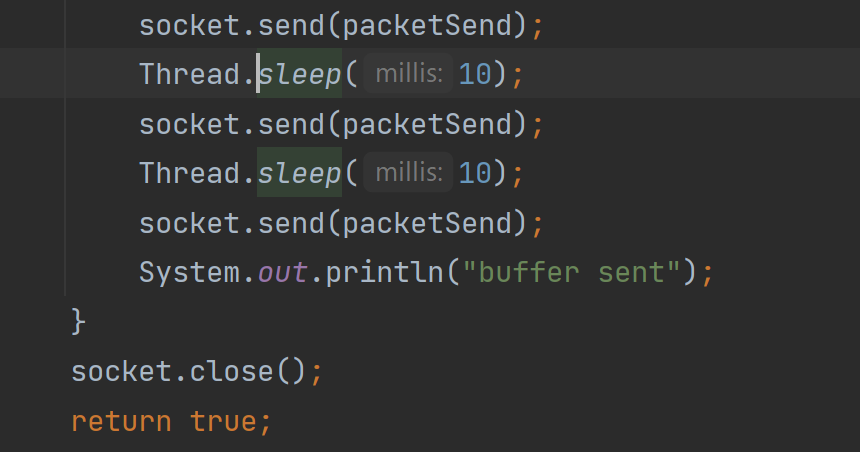 socket.send(packetSend);
Thread.sleep( millis: 10);
socket.send(packetSend);
Thread.sleep( millis: 10);
socket.send(packetSend);
System.out.println("buffer sent");
}
socket.close();
return true;